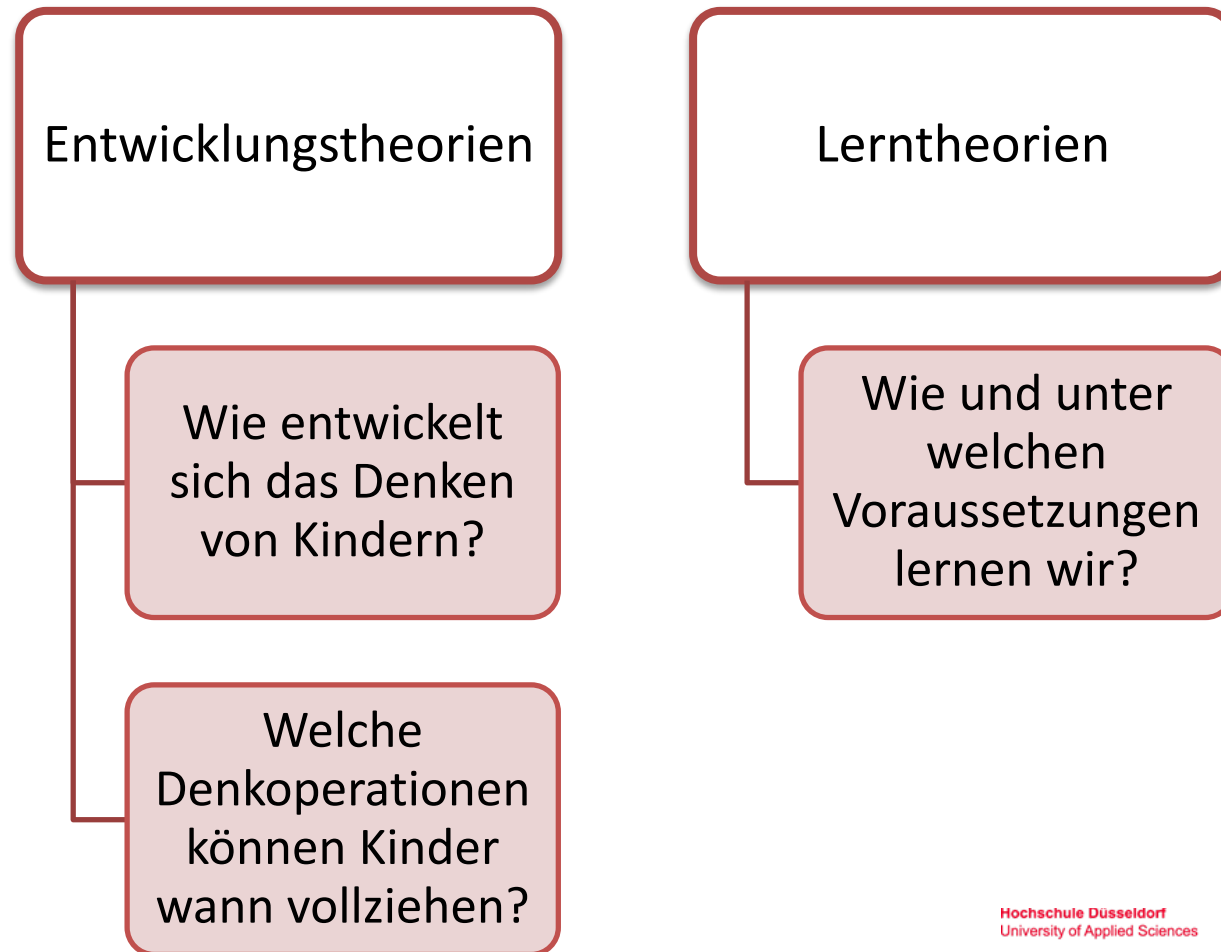 Entwicklungstheorien
Wie entwickelt
sich das Denken
von Kindern?
Welche
Denkoperationen
können Kinder
wann vollziehen?
Lerntheorien
Wie und unter
welchen
Voraussetzungen
lernen wir?
Hochschule Düsseldorf
University of Applied Sciences